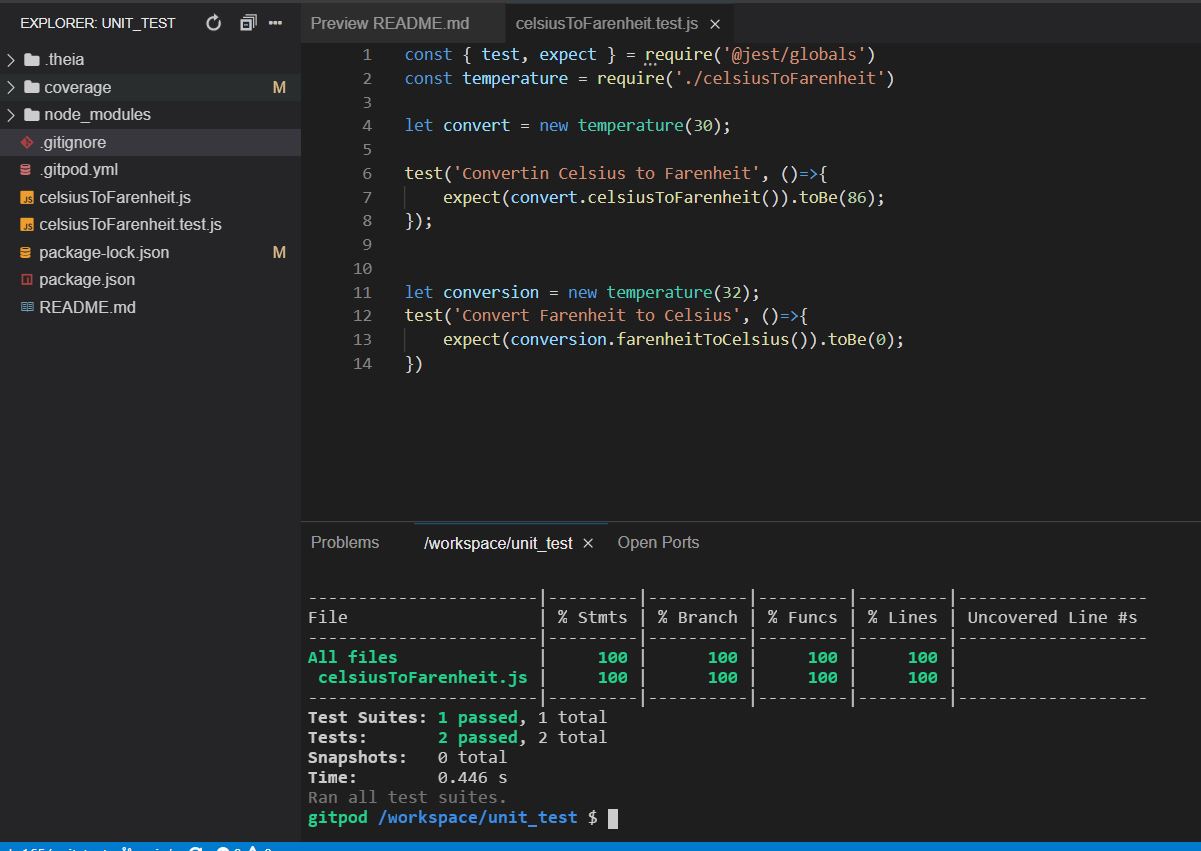 EXPLORER: UNIT_TEST
.theia
coverage M
node_modules
.gitignore
.gitpod.yml
celsiusToFarenheit.js
celsiusToFarenheit.test.js
package-lock.json M
package.json
README.md
Preview README.md celsiusToFarenheit.test.js ×
1 const { test, expect } = require('@jest/globals')
2 const temperature = require('./celsiusToFarenheit')
3
4 let convert = new temperature(30);
5
6 test('Convertin Celsius to Farenheit', ()=>{
7 expect(convert.celsiusToFarenheit()).toBe(86);
8 });
9
10
11 let conversion = new temperature(32);
12 test('Convert Farenheit to Celsius', ()=>{
13 expect(conversion.farenheitToCelsius()).toBe(0);
14 })
Problems /workspace/unit_test × Open Ports
-----------------------|---------|----------|---------|---------|-------------------
File | % Stmts | % Branch | % Funcs | % Lines | Uncovered Line #s
-----------------------|---------|----------|---------|---------|-------------------
All files | 100 | 100 | 100 | 100 |
celsiusToFarenheit.js | 100 | 100 | 100 | 100 |
-----------------------|---------|----------|---------|---------|-------------------
Test Suites: 1 passed, 1 total
Tests: 2 passed, 2 total
Snapshots: 0 total
Time: 0.446 s
Ran all test suites.
gitpod /workspace/unit_test $